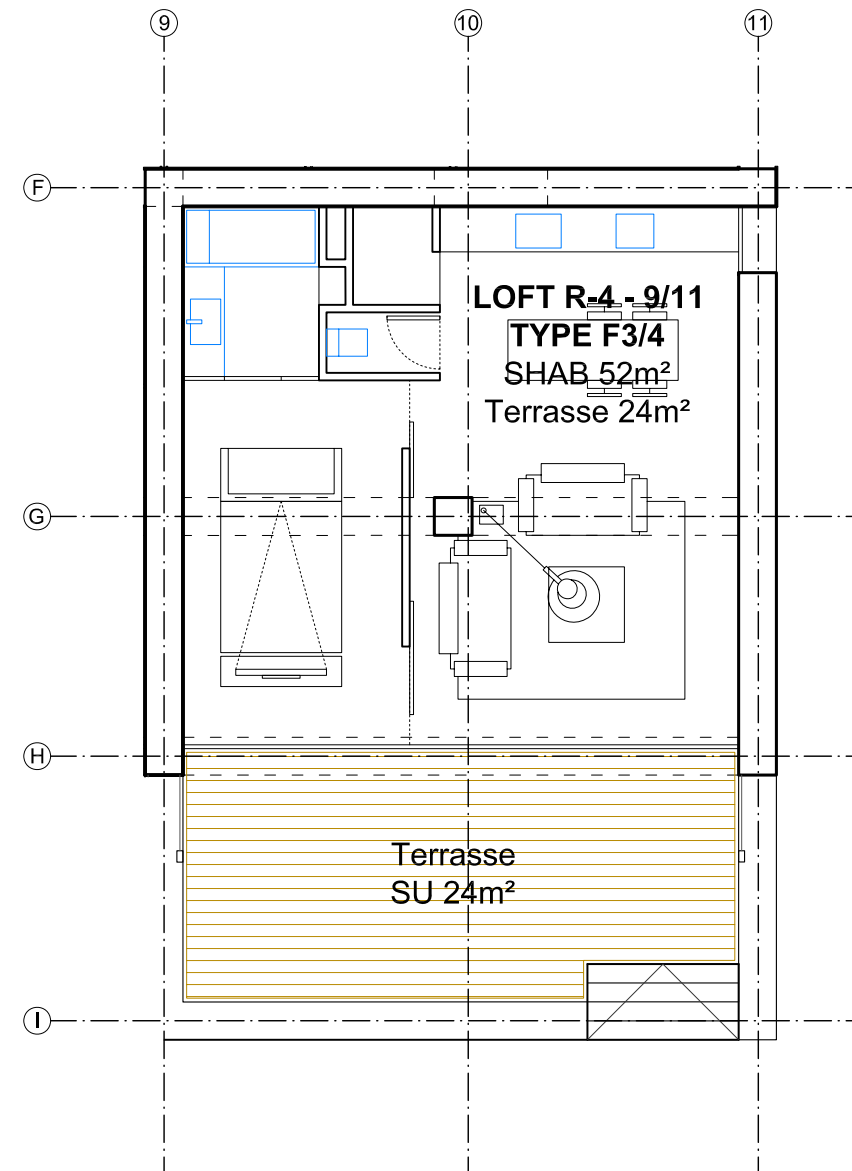 9
10
11
F
LOFT R-4 - 9/11
TYPE F3/4
SHAB 52m²
Terrasse 24m²
G
H
Terrasse
SU 24m²
I